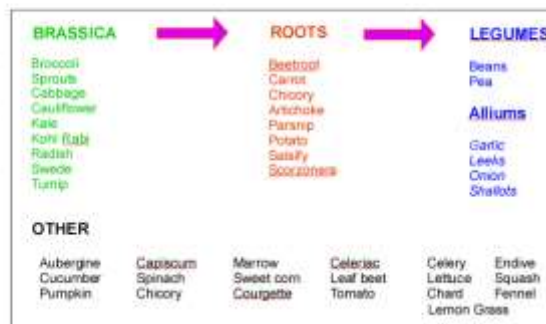 BRASSICA
Broccoli
Sprouts
Cabbage
Cauliflower
Kale
Kohl Rabi
Radish
Swede
Turnip
ROOTS
Beetroot
Carrot
Chicory
Artichoke
Parsnip
Potato
Salsify
Scorzonera
LEGUMES
Beans
Pea
Alliums
Garlic
Leeks
Onion
Shallots
OTHER
Aubergine Capiscum Marrow Celeriac Celery Endive
Cucumber Spinach Sweet corn Leaf beet Lettuce Squash
Pumpkin Chicory Courgette Tomato Chard Fennel
Lemon Grass